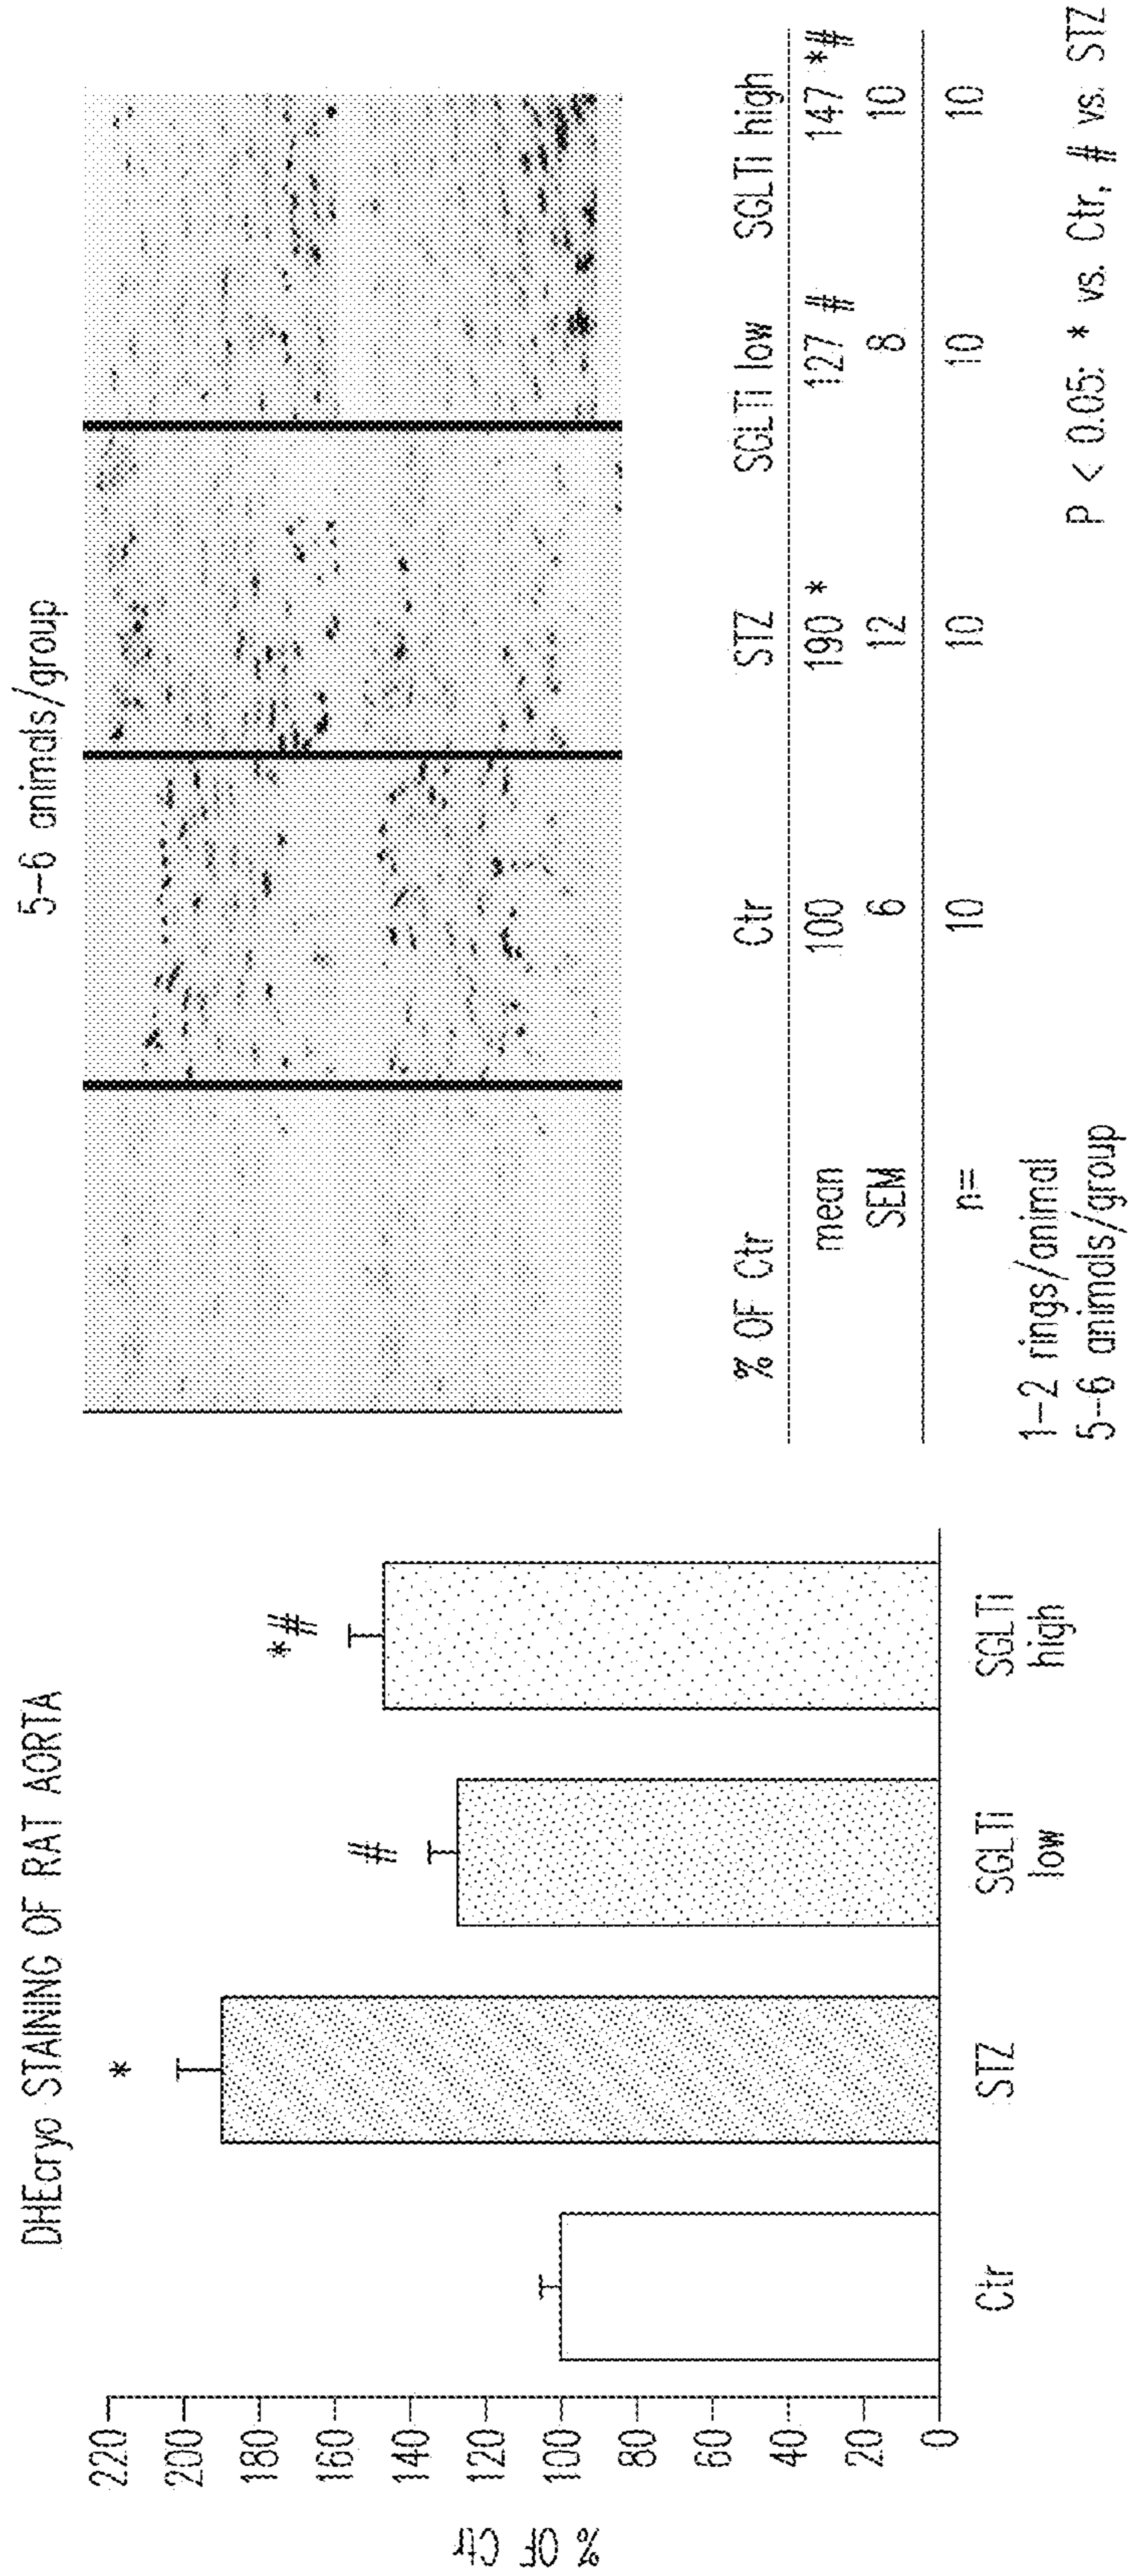 DHEcryo STAINING OF RAT AORTA
% OF Ctr
220
200
180
160
140
120
100
80
60
40
20
0
*
#
*#
Ctr
STZ
SGLTi
low
SGLTi
high
5-6 animals/group
% OF Ctr Ctr STZ SGLTi low SGLTi high
mean 100 190 * 127 # 147 *#
SEM 6 12 8 10
n= 10 10 10 10
1-2 rings/animal
5-6 animals/group
P < 0.05: * vs. Ctr, # vs. STZ